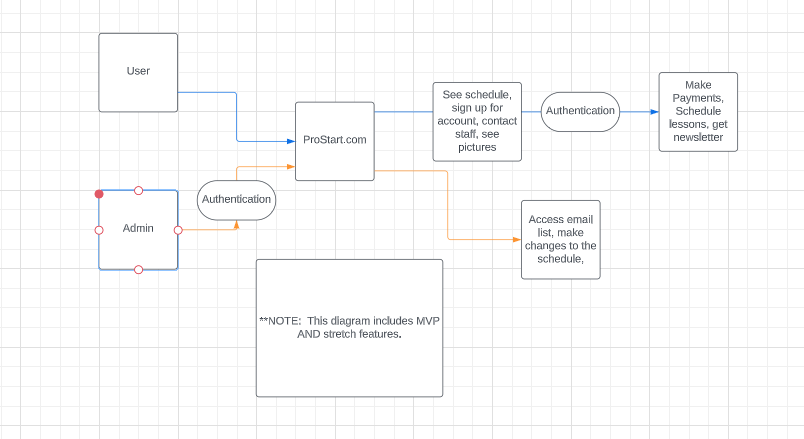 User
See schedule,
sign up for
account, contact
staff, see
pictures
Authentication
Make
Payments,
Schedule
lessons, get
newsletter
ProStart.com
Authentication
Admin
Access email
list, make
changes to the
schedule,
**NOTE:  This diagram includes MVP
AND stretch features.